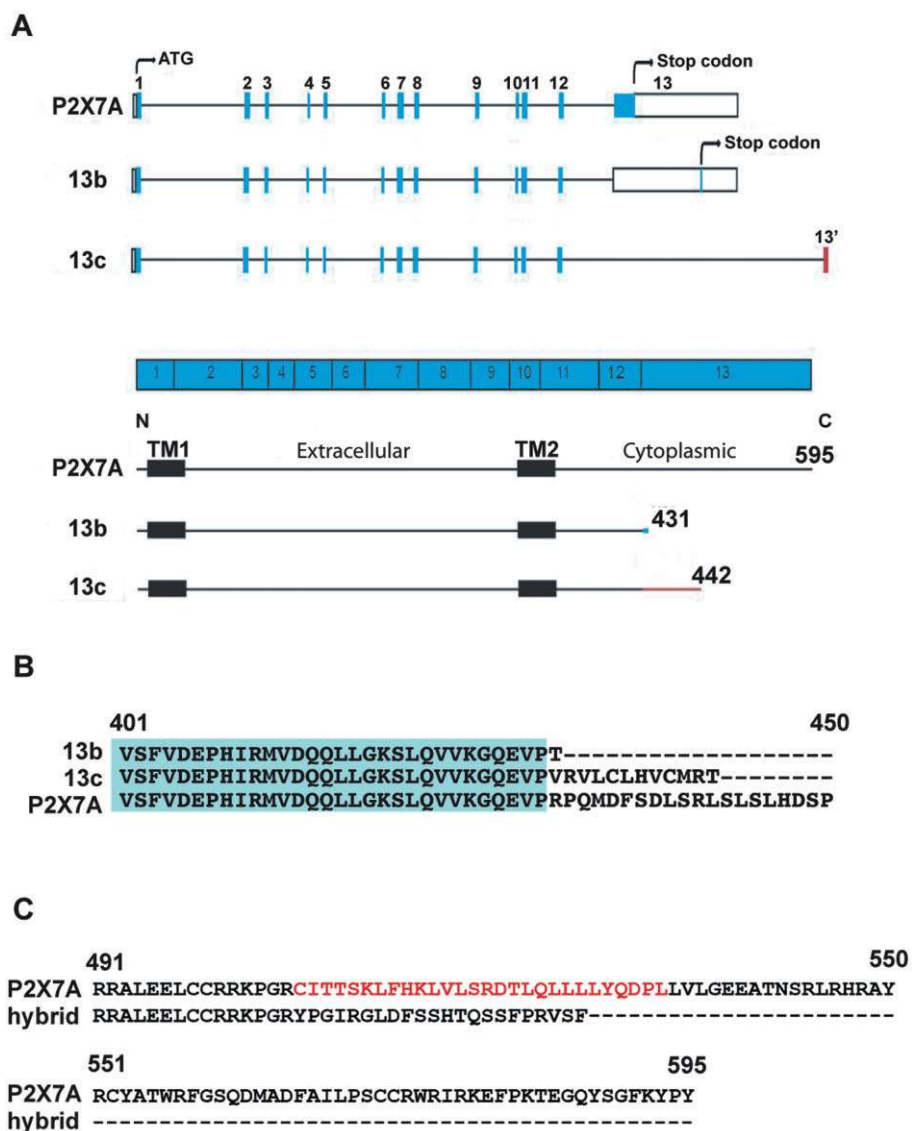 A
ATG
Stop codon
1 2 3 4 5 6 7 8 9 10 11 12 13
P2X7A
Stop codon
13b
13'
13c
1 2 3 4 5 6 7 8 9 10 11 12 13
N C
TM1 Extracellular TM2 Cytoplasmic 595
P2X7A
13b 431
13c 442
B
401 450
13b VSFVDEPHIRMVDQQLLGKSLQVVKGQEVPT-------------------
13c VSFVDEPHIRMVDQQLLGKSLQVVKGQEVPVRVLCLHVCMRT--------
P2X7A VSFVDEPHIRMVDQQLLGKSLQVVKGQEVPRPQMDFSDLSRLSLSLHDSP
C
491 550
P2X7A RRALEELCCRRKPGRCITTSKLFHKLVLSRDTLQLLLLYQDPLLVLGEEATNSRLRHRAY
hybrid RRALEELCCRRKPGRYPGIRGLDFSSHTQSSFPRVSF-----------------------
551 595
P2X7A RCYATWRFGSQDMADFAILPSCCRWRIRKEFPKTEGQYSGFKYPY
hybrid ---------------------------------------------